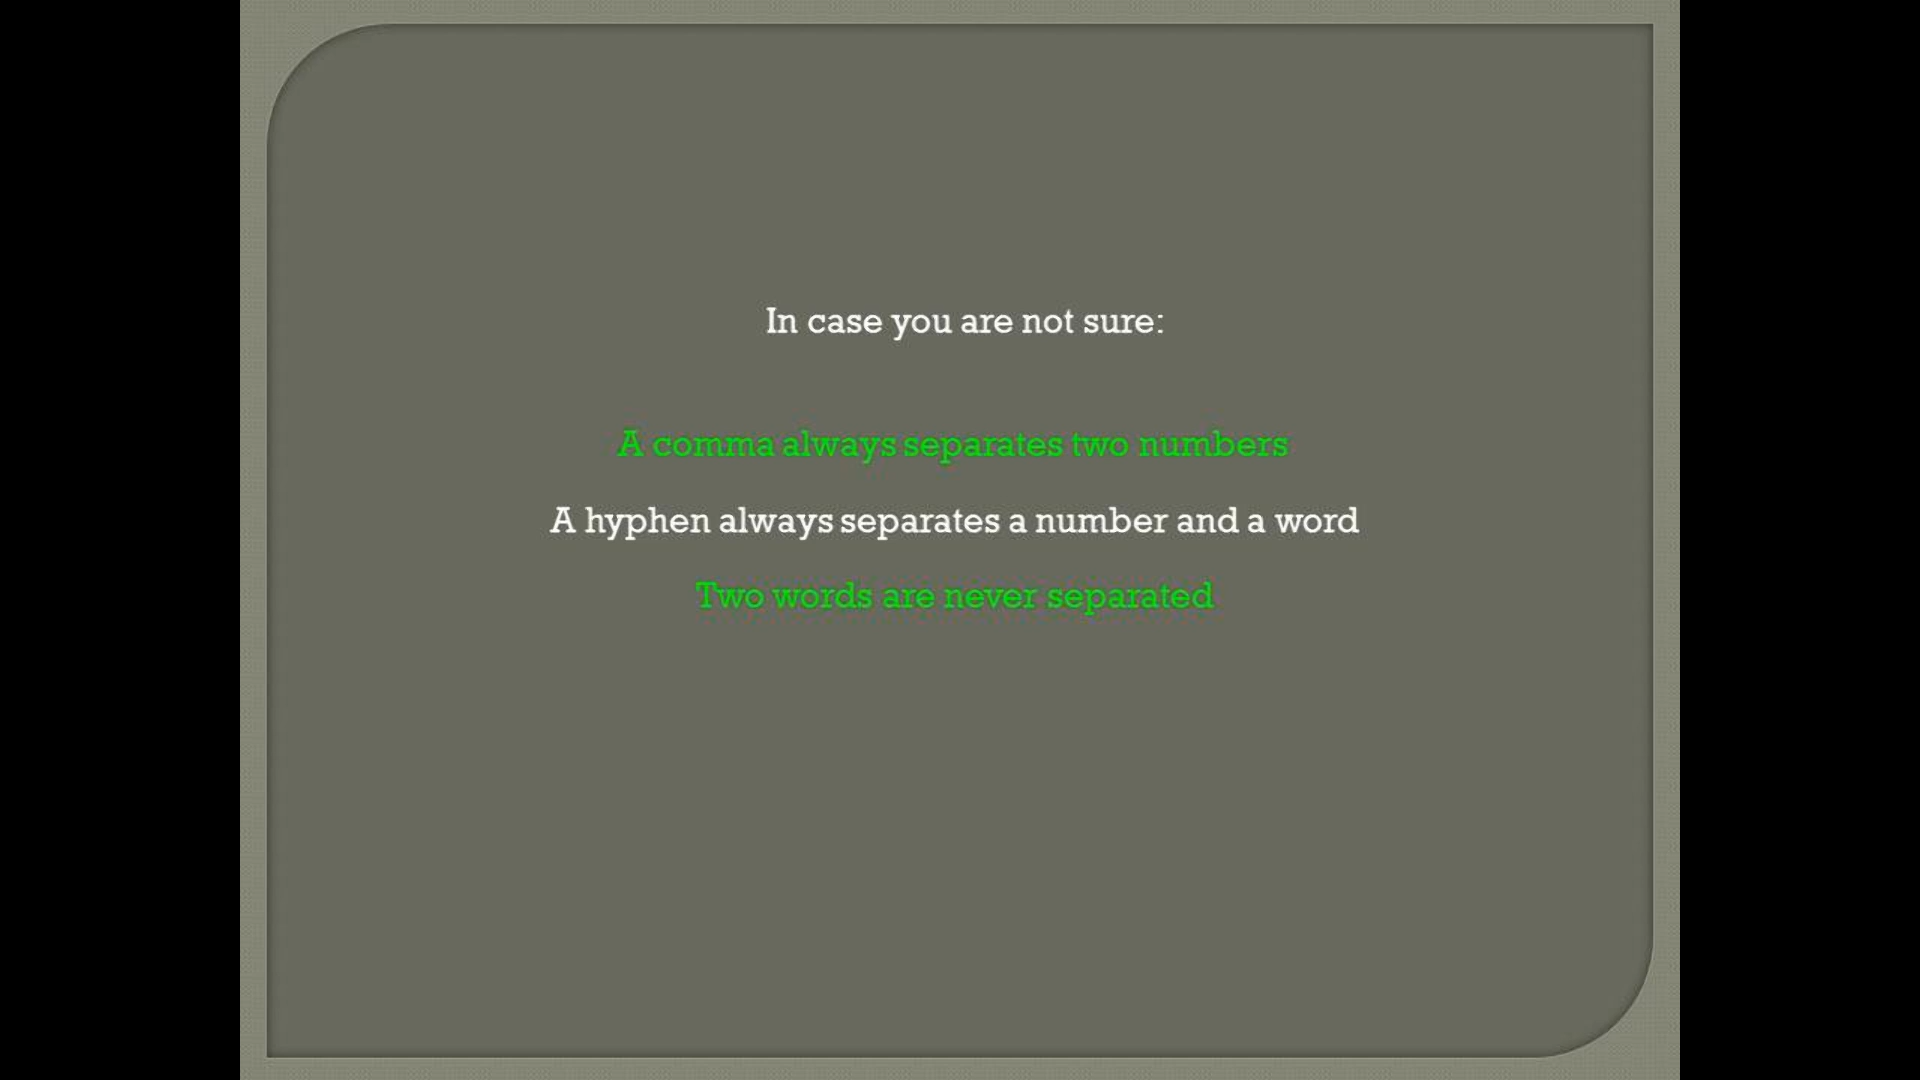 In case you are not sure:
A comma always separates two numbers
A hyphen always separates a number and a word
Two words are never separated